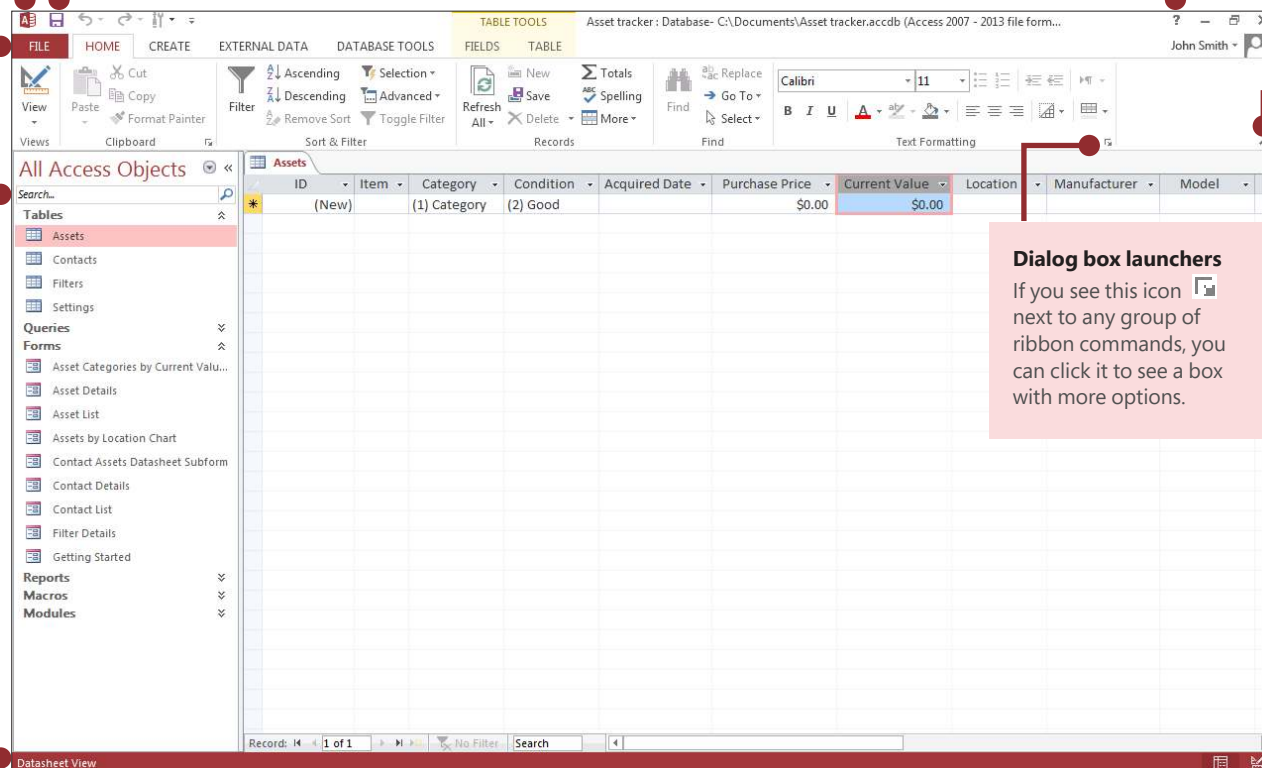 TABLE TOOLS
Asset tracker : Database- C:\Documents\Asset tracker.accdb (Access 2007 - 2013 file form...
?
FILE HOME CREATE EXTERNAL DATA DATABASE TOOLS FIELDS TABLE
John Smith
View
Paste
Cut
Copy
Format Painter
Filter
Ascending
Descending
Remove Sort
Selection
Advanced
Toggle Filter
Refresh
All
New
Save
Delete
Totals
Spelling
More
Find
Replace
Go To
Select
Calibri 11
B I U A
Views Clipboard Sort & Filter Records Find Text Formatting
All Access Objects «
Search...
Tables
Assets
Contacts
Filters
Settings
Queries
Forms
Asset Categories by Current Valu...
Asset Details
Asset List
Assets by Location Chart
Contact Assets Datasheet Subform
Contact Details
Contact List
Filter Details
Getting Started
Reports
Macros
Modules
Assets
ID Item Category Condition Acquired Date Purchase Price Current Value Location Manufacturer Model
* (New) (1) Category (2) Good $0.00 $0.00
Dialog box launchers
If you see this icon
next to any group of
ribbon commands, you
can click it to see a box
with more options.
Record: 1 of 1 No Filter Search
Datasheet View